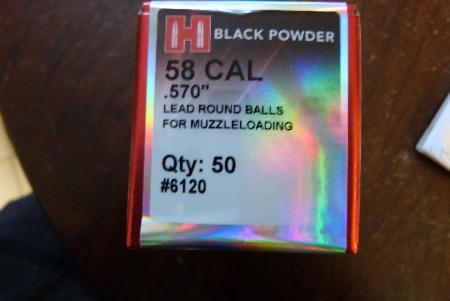 H BLACK POWDER
58 CAL
.570"
LEAD ROUND BALLS
FOR MUZZLELOADING
Qty: 50
#6120